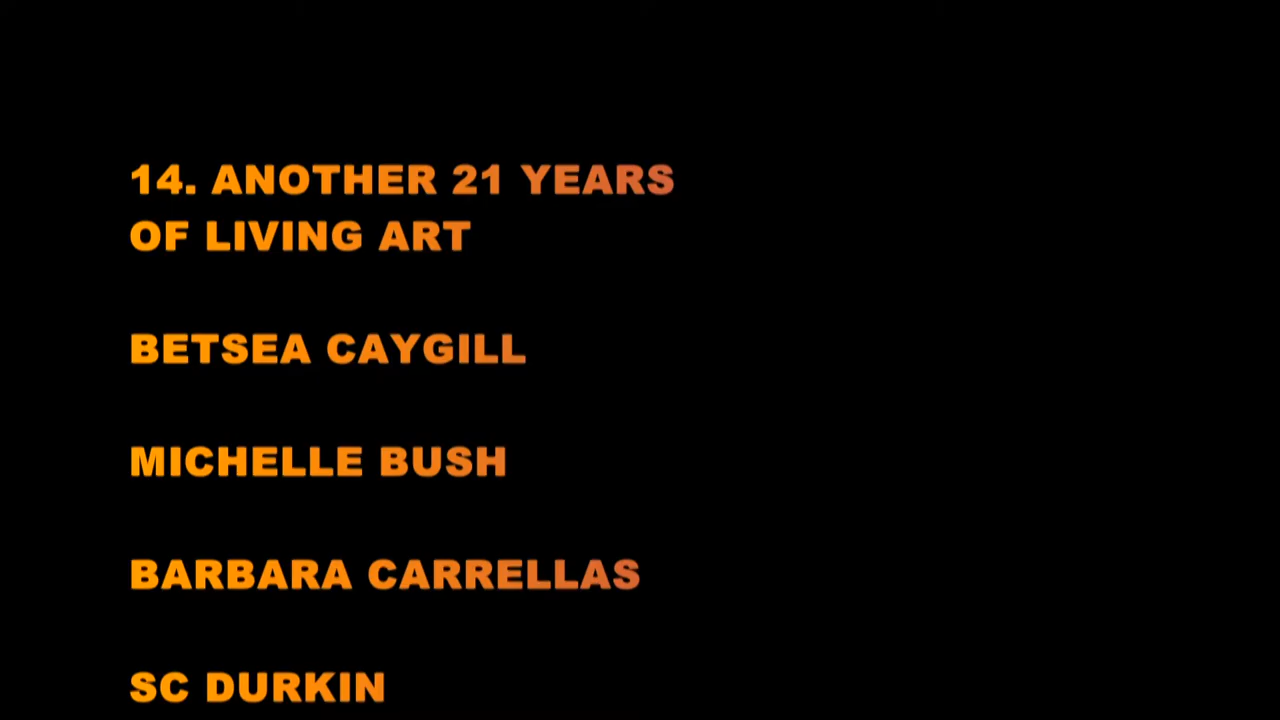 14. ANOTHER 21 YEARS
OF LIVING ART
BETSEA CAYGILL
MICHELLE BUSH
BARBARA CARRELLAS
SC DURKIN